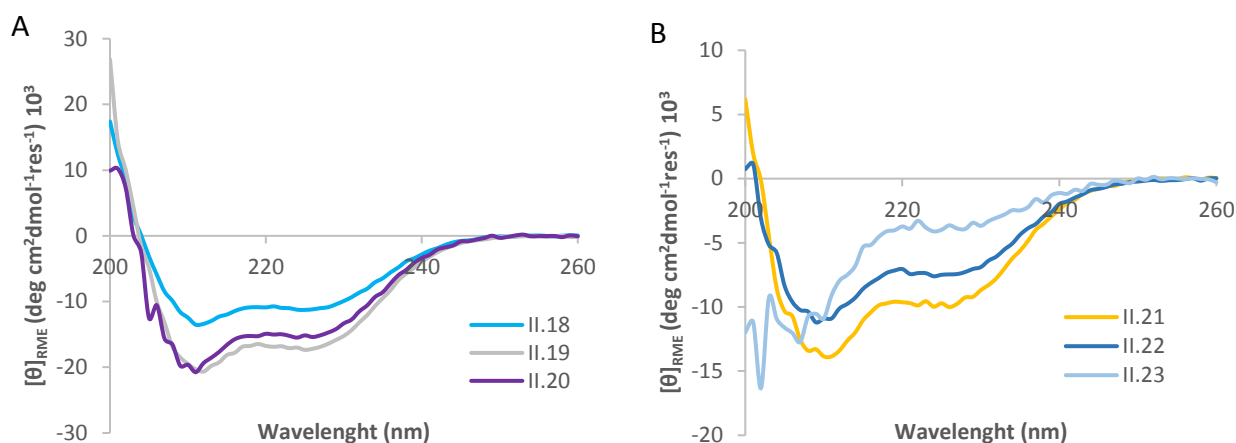 A
[θ]RME (deg cm²dmol⁻¹res⁻¹) 10³
30
20
10
0
-10
-20
-30
200
220
240
260
II.18
II.19
II.20
Wavelenght (nm)
B
[θ]RME (deg cm²dmol⁻¹res⁻¹) 10³
10
5
0
-5
-10
-15
-20
200
220
240
260
II.21
II.22
II.23
Wavelenght (nm)